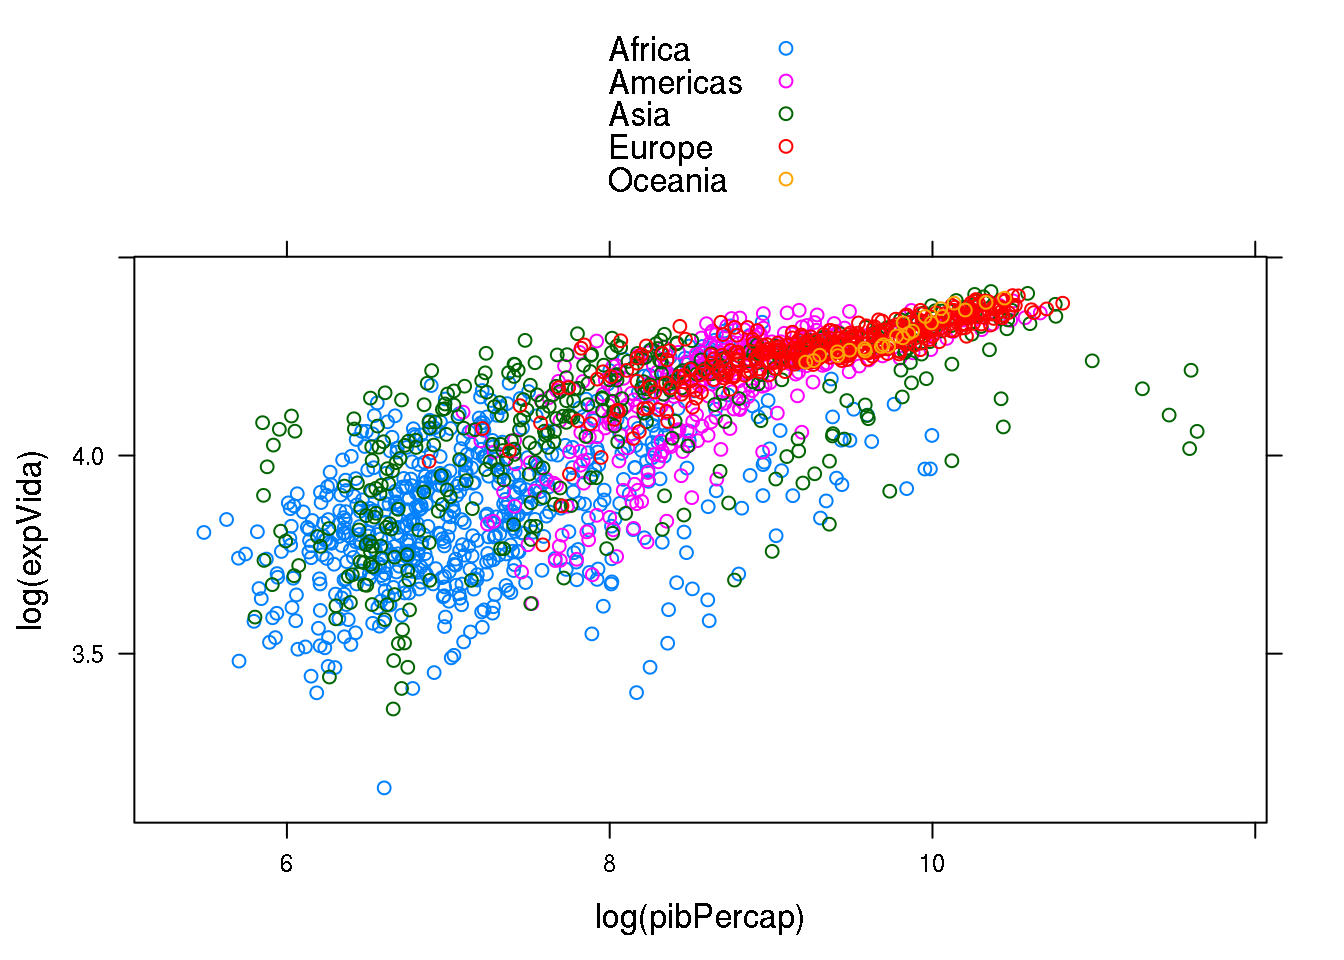 Africa
Americas
Asia
Europe
Oceania
log(expVida)
4.0
3.5
6 8 10
log(pibPercap)